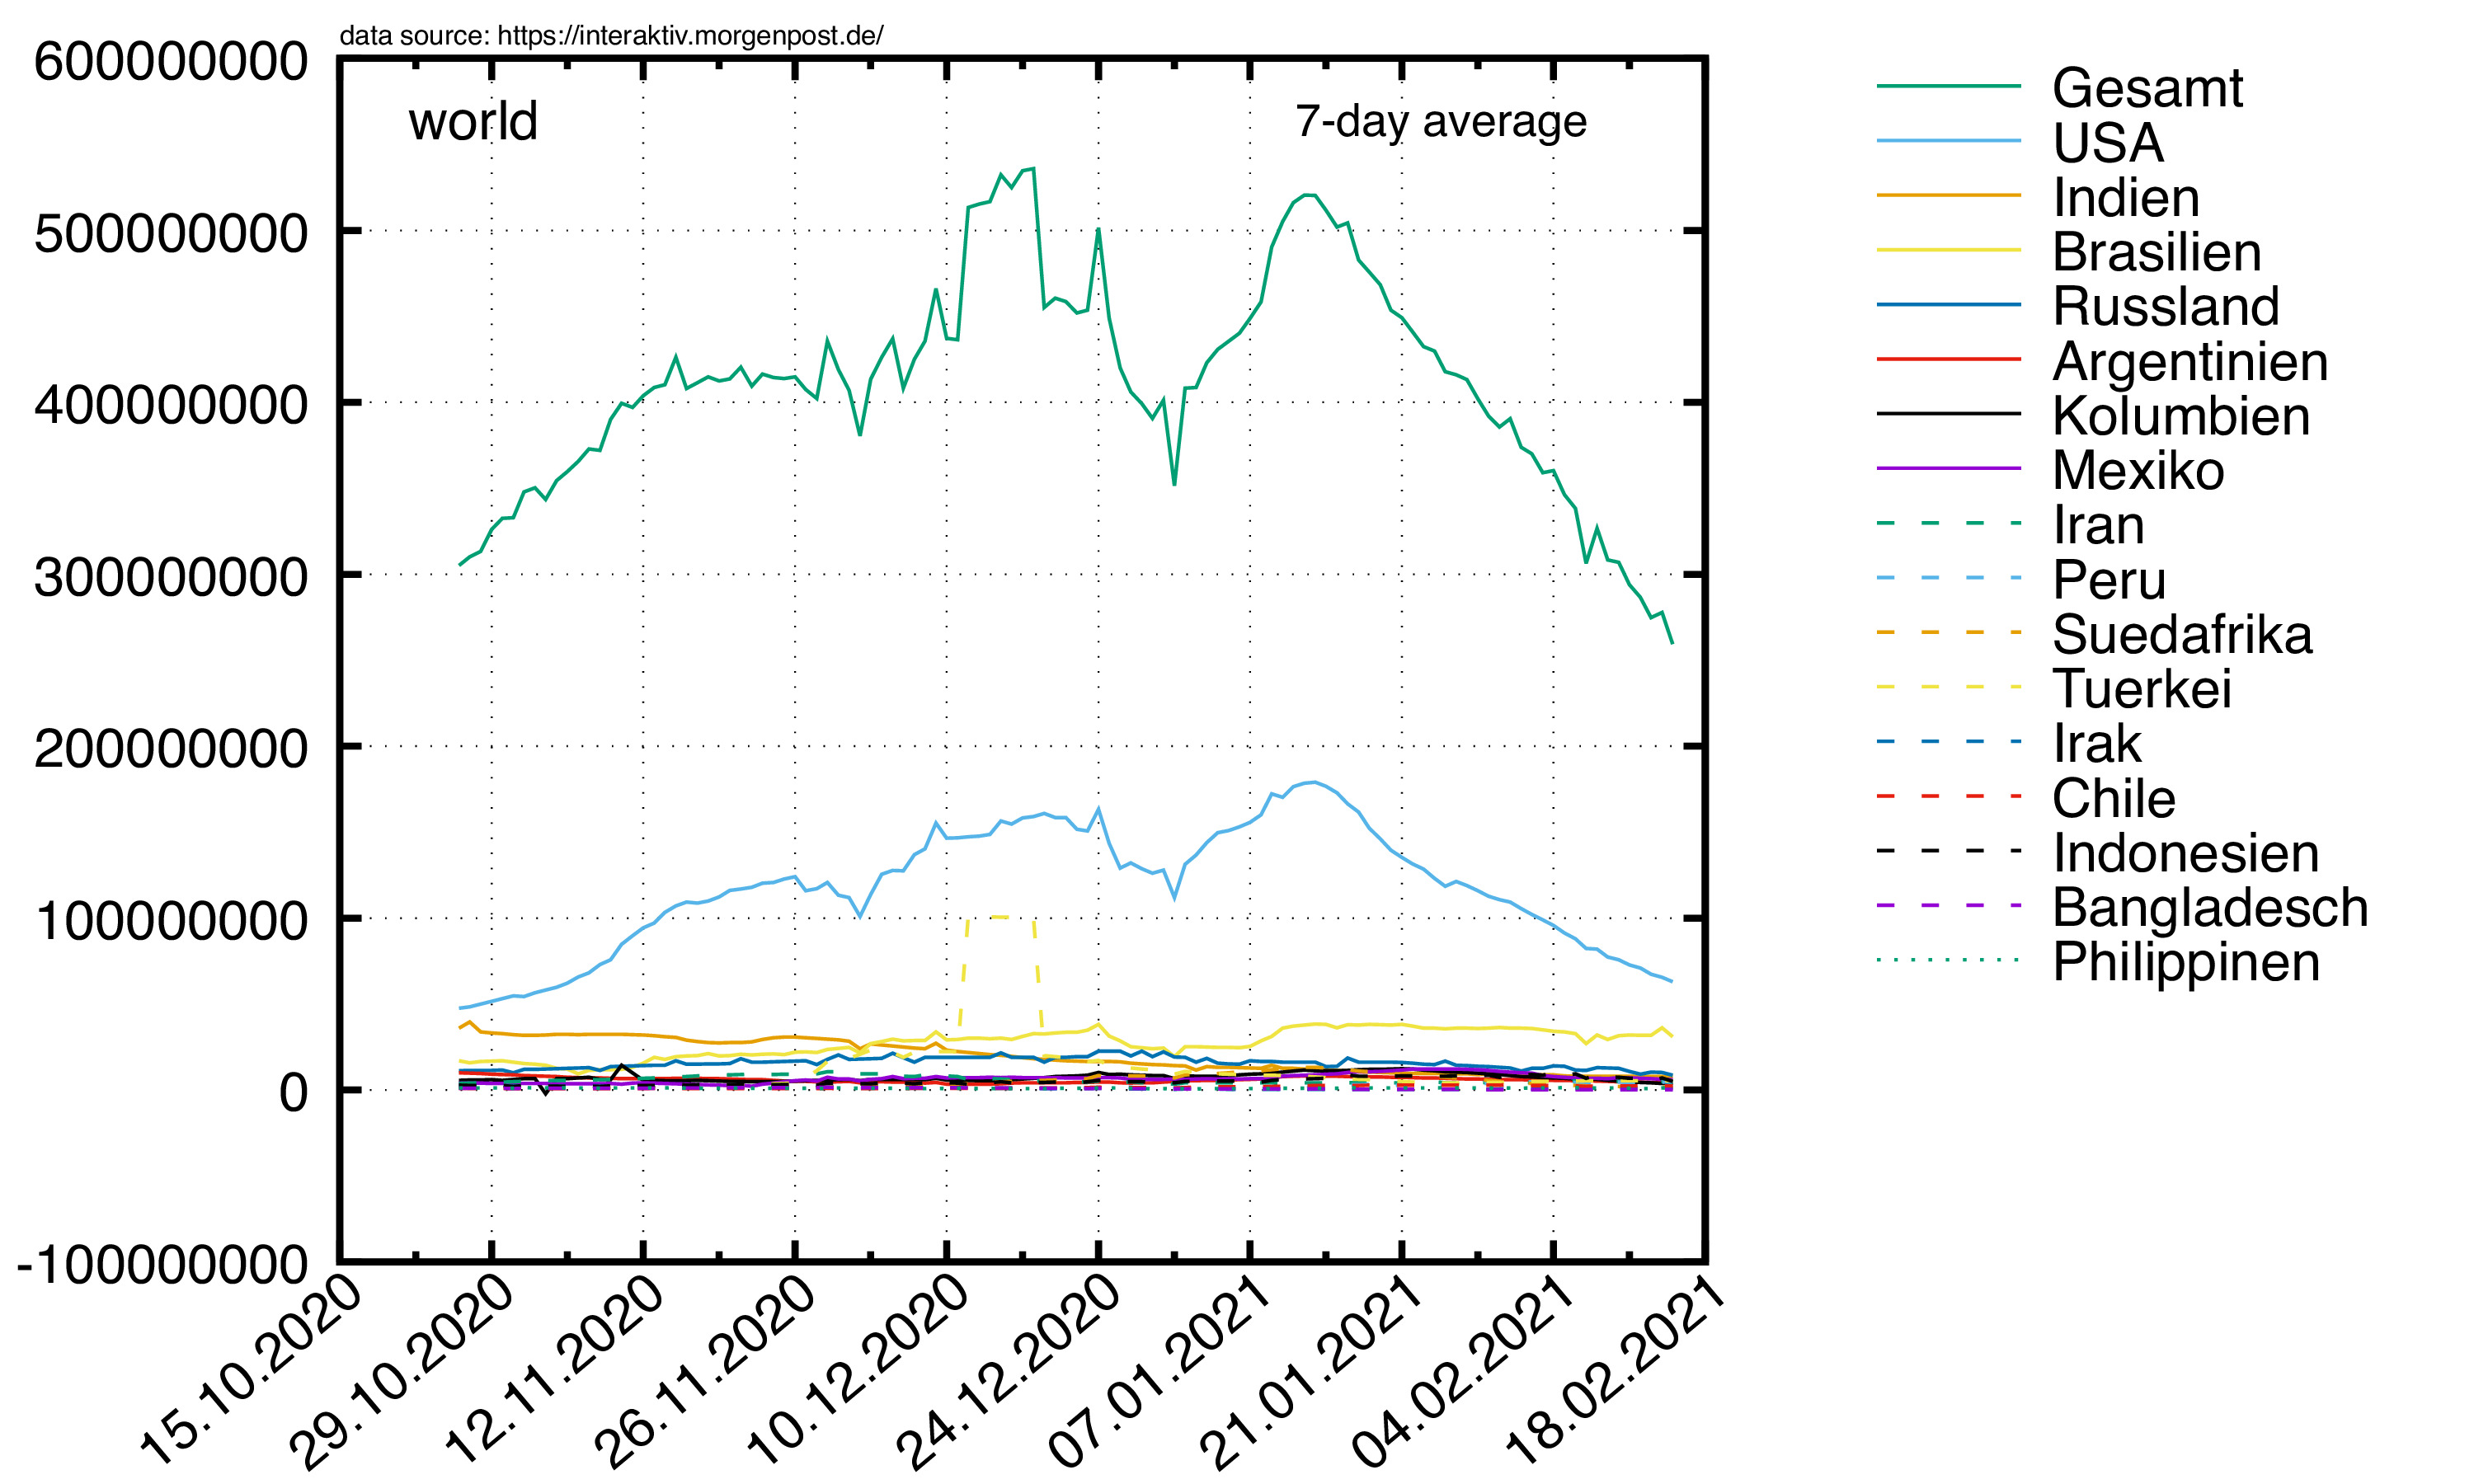 data source: https://interaktiv.morgenpost.de/
world
7-day average
600000000
500000000
400000000
300000000
200000000
100000000
0
-100000000
15.10.2020
29.10.2020
12.11.2020
26.11.2020
10.12.2020
24.12.2020
07.01.2021
21.01.2021
04.02.2021
18.02.2021
Gesamt
USA
Indien
Brasilien
Russland
Argentinien
Kolumbien
Mexiko
Iran
Peru
Suedafrika
Tuerkei
Irak
Chile
Indonesien
Bangladesch
Philippinen